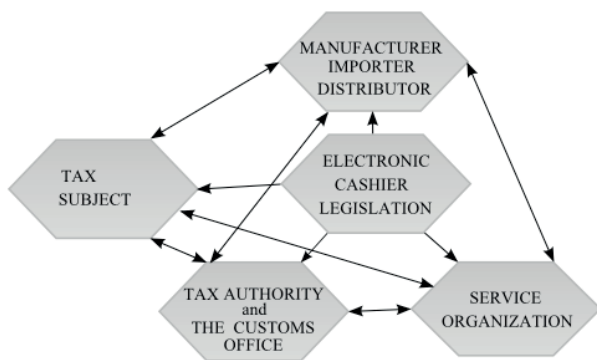 MANUFACTURER
IMPORTER
DISTRIBUTOR
ELECTRONIC
CASHIER
LEGISLATION
TAX
SUBJECT
TAX AUTHORITY
and
THE CUSTOMS
OFFICE
SERVICE
ORGANIZATION